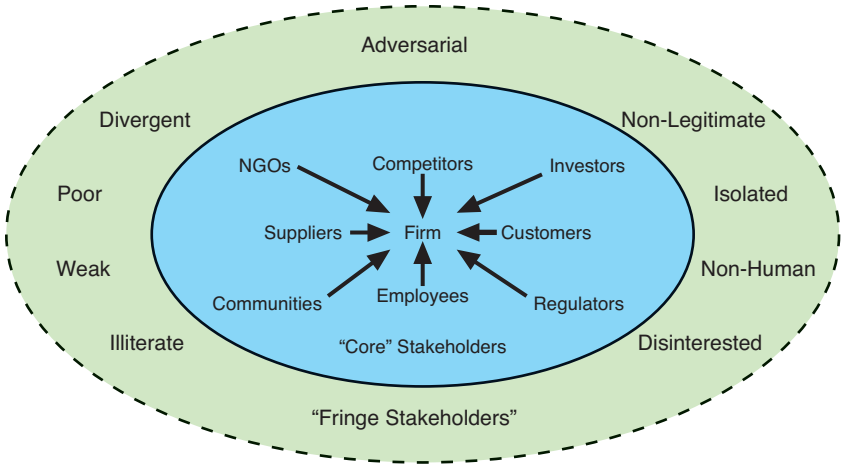 Adversarial
Divergent
Non-Legitimate
NGOs
Competitors
Investors
Poor
Isolated
Suppliers
Firm
Customers
Weak
Non-Human
Communities
Employees
Regulators
Illiterate
“Core” Stakeholders
Disinterested
“Fringe Stakeholders”